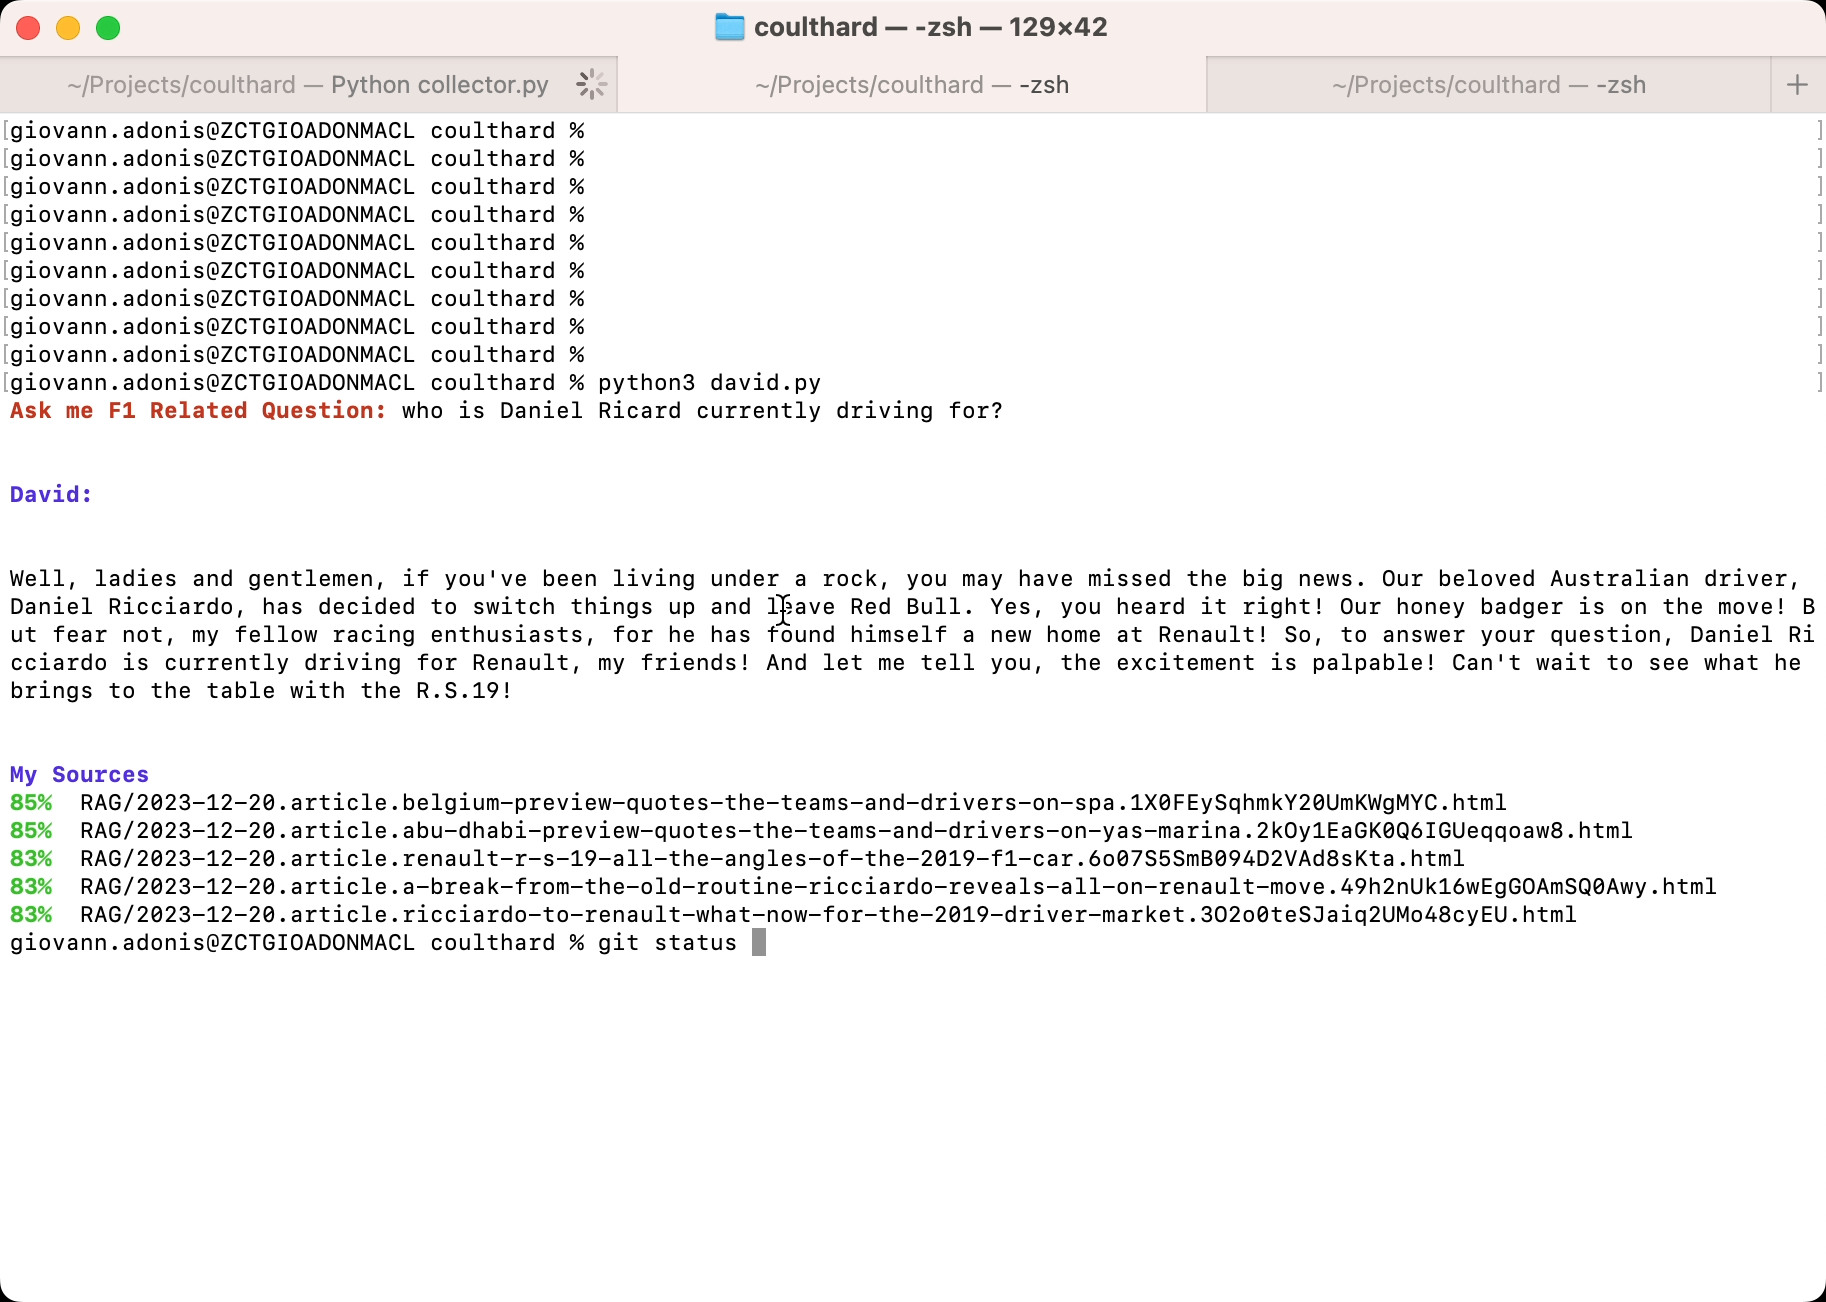 coulthard — -zsh — 129×42
~/Projects/coulthard — Python collector.py
~/Projects/coulthard — -zsh
~/Projects/coulthard — -zsh
+
[giovann.adonis@ZCTGIOADONMACL coulthard % ]
[giovann.adonis@ZCTGIOADONMACL coulthard % ]
[giovann.adonis@ZCTGIOADONMACL coulthard % ]
[giovann.adonis@ZCTGIOADONMACL coulthard % ]
[giovann.adonis@ZCTGIOADONMACL coulthard % ]
[giovann.adonis@ZCTGIOADONMACL coulthard % ]
[giovann.adonis@ZCTGIOADONMACL coulthard % ]
[giovann.adonis@ZCTGIOADONMACL coulthard % ]
[giovann.adonis@ZCTGIOADONMACL coulthard % ]
[giovann.adonis@ZCTGIOADONMACL coulthard % python3 david.py ]
Ask me F1 Related Question: who is Daniel Ricard currently driving for?
David:
Well, ladies and gentlemen, if you've been living under a rock, you may have missed the big news. Our beloved Australian driver,
Daniel Ricciardo, has decided to switch things up and leave Red Bull. Yes, you heard it right! Our honey badger is on the move! B
ut fear not, my fellow racing enthusiasts, for he has found himself a new home at Renault! So, to answer your question, Daniel Ri
cciardo is currently driving for Renault, my friends! And let me tell you, the excitement is palpable! Can't wait to see what he
brings to the table with the R.S.19!
My Sources
85%  RAG/2023-12-20.article.belgium-preview-quotes-the-teams-and-drivers-on-spa.1X0FEySqhmkY20UmKWgMYC.html
85%  RAG/2023-12-20.article.abu-dhabi-preview-quotes-the-teams-and-drivers-on-yas-marina.2kOy1EaGK0Q6IGUeqqoaw8.html
83%  RAG/2023-12-20.article.renault-r-s-19-all-the-angles-of-the-2019-f1-car.6o07S5SmB094D2VAd8sKta.html
83%  RAG/2023-12-20.article.a-break-from-the-old-routine-ricciardo-reveals-all-on-renault-move.49h2nUk16wEgGOAmSQ0Awy.html
83%  RAG/2023-12-20.article.ricciardo-to-renault-what-now-for-the-2019-driver-market.3O2o0teSJaiq2UMo48cyEU.html
giovann.adonis@ZCTGIOADONMACL coulthard % git status